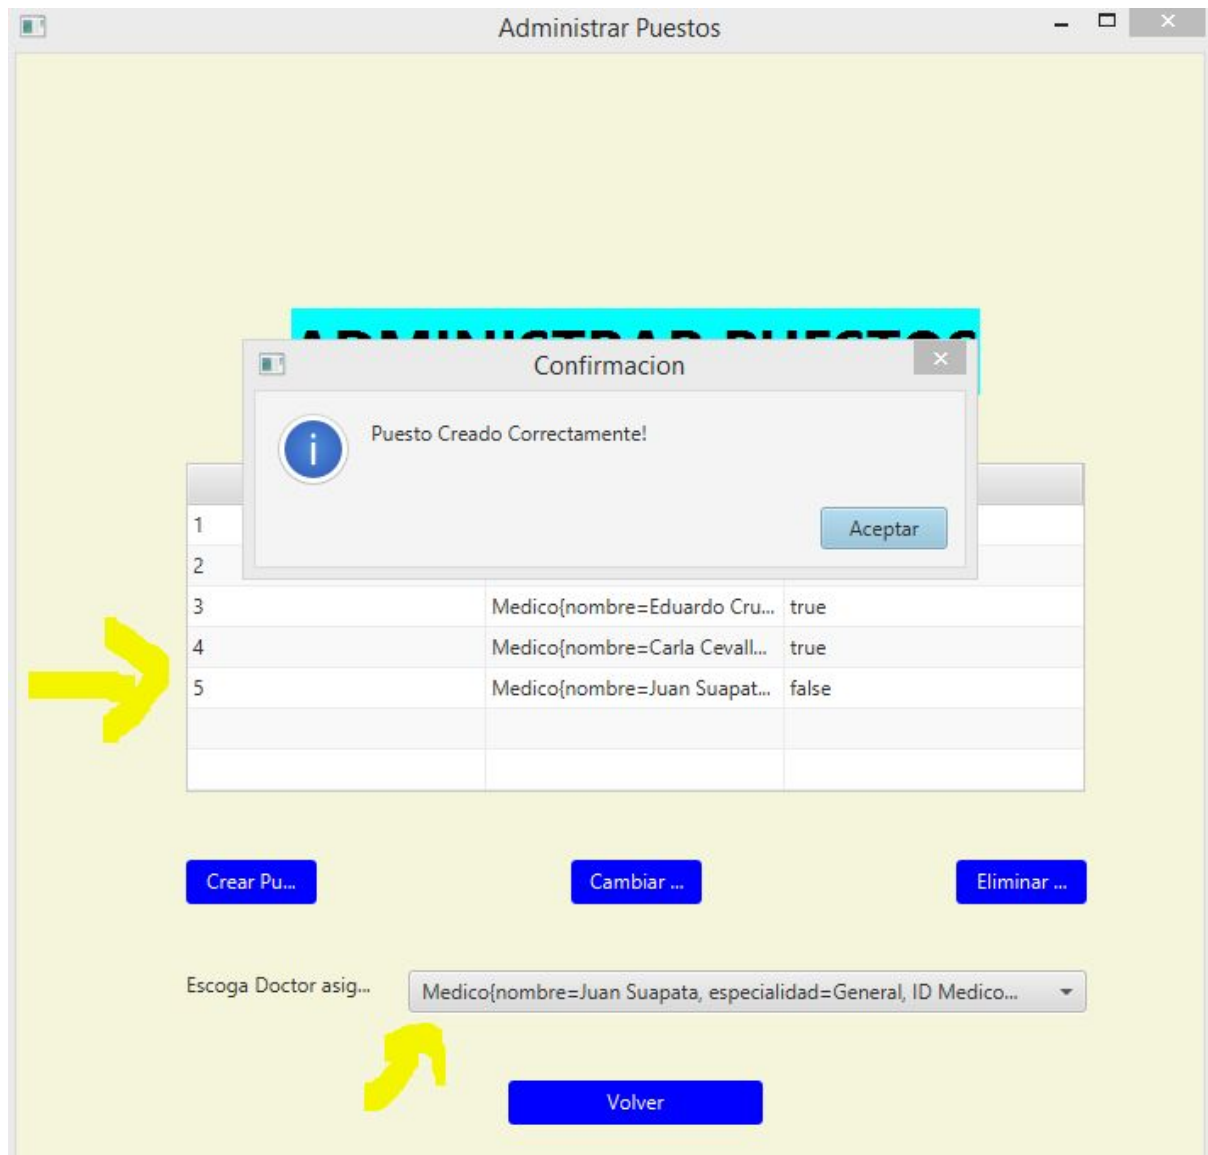 Administrar Puestos
ADMINISTRAR PUESTOS
Confirmacion
Puesto Creado Correctamente!
Aceptar
1
2
3 Medico{nombre=Eduardo Cru... true
4 Medico{nombre=Carla Cevall... true
5 Medico{nombre=Juan Suapat... false
Crear Pu... Cambiar ... Eliminar ...
Escoga Doctor asig... Medico{nombre=Juan Suapata, especialidad=General, ID Medico...
Volver